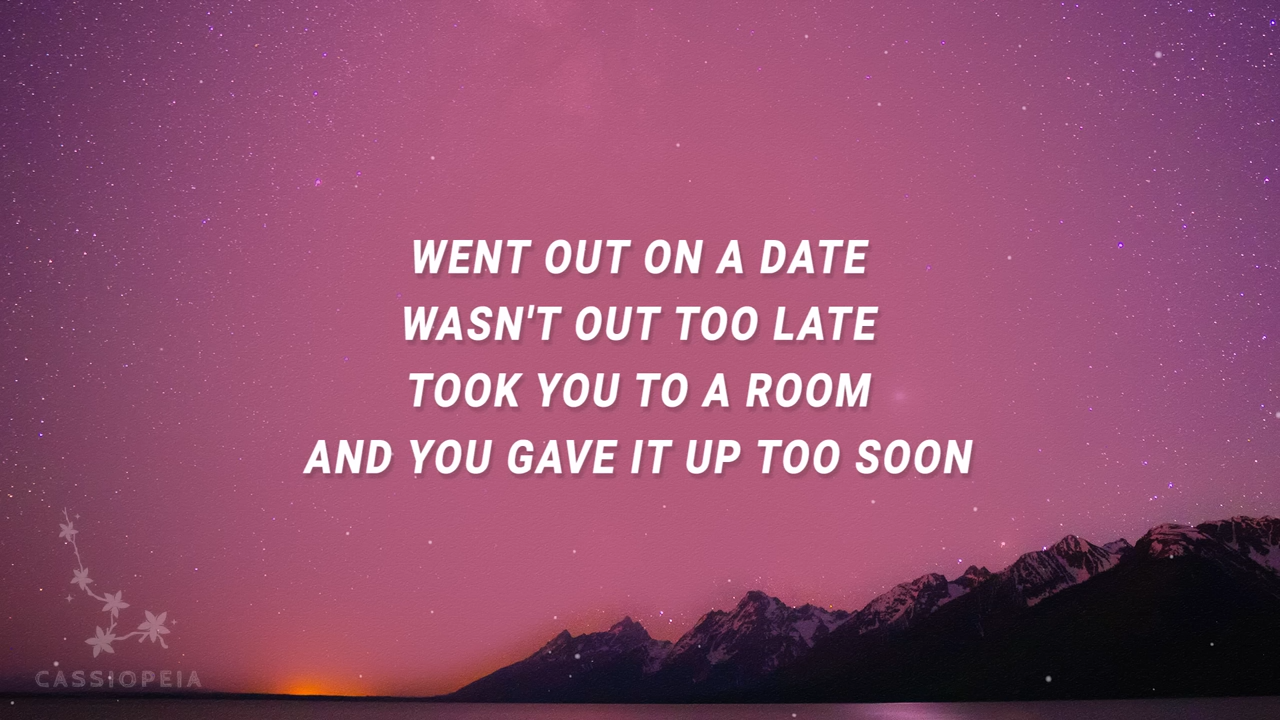 WENT OUT ON A DATE
WASN'T OUT TOO LATE
TOOK YOU TO A ROOM
AND YOU GAVE IT UP TOO SOON
CASSIOPEIA